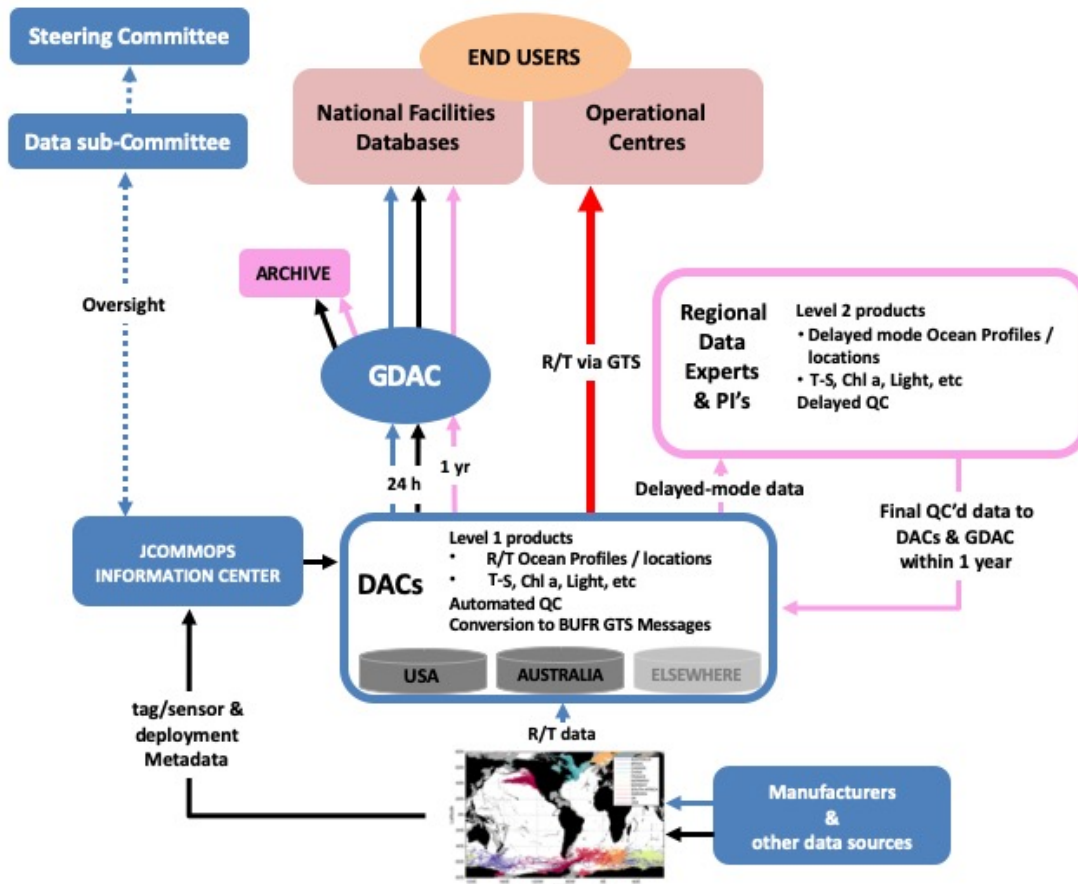 Steering Committee
Data sub-Committee
END USERS
National Facilities
Databases
Operational
Centres
ARCHIVE
Oversight
GDAC
R/T via GTS
Regional
Data
Experts
& PI's
Level 2 products
• Delayed mode Ocean Profiles /
locations
• T-S, Chl a, Light, etc
Delayed QC
24 h
1 yr
Delayed-mode data
Final QC'd data to
DACs & GDAC
within 1 year
JCOMMOPS
INFORMATION CENTER
DACs
Level 1 products
• R/T Ocean Profiles / locations
• T-S, Chl a, Light, etc
Automated QC
Conversion to BUFR GTS Messages
USA
AUSTRALIA
ELSEWHERE
tag/sensor &
deployment
Metadata
R/T data
Manufacturers
&
other data sources